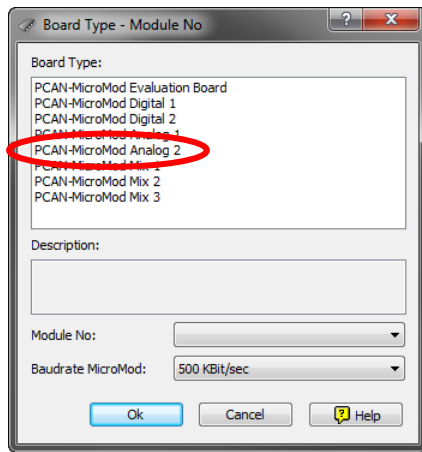 Board Type - Module No
Board Type:
PCAN-MicroMod Evaluation Board
PCAN-MicroMod Digital 1
PCAN-MicroMod Digital 2
PCAN-MicroMod Analog 1
PCAN-MicroMod Analog 2
PCAN-MicroMod Mix 1
PCAN-MicroMod Mix 2
PCAN-MicroMod Mix 3
Description:
Module No:
Baudrate MicroMod: 500 KBit/sec
Ok Cancel Help